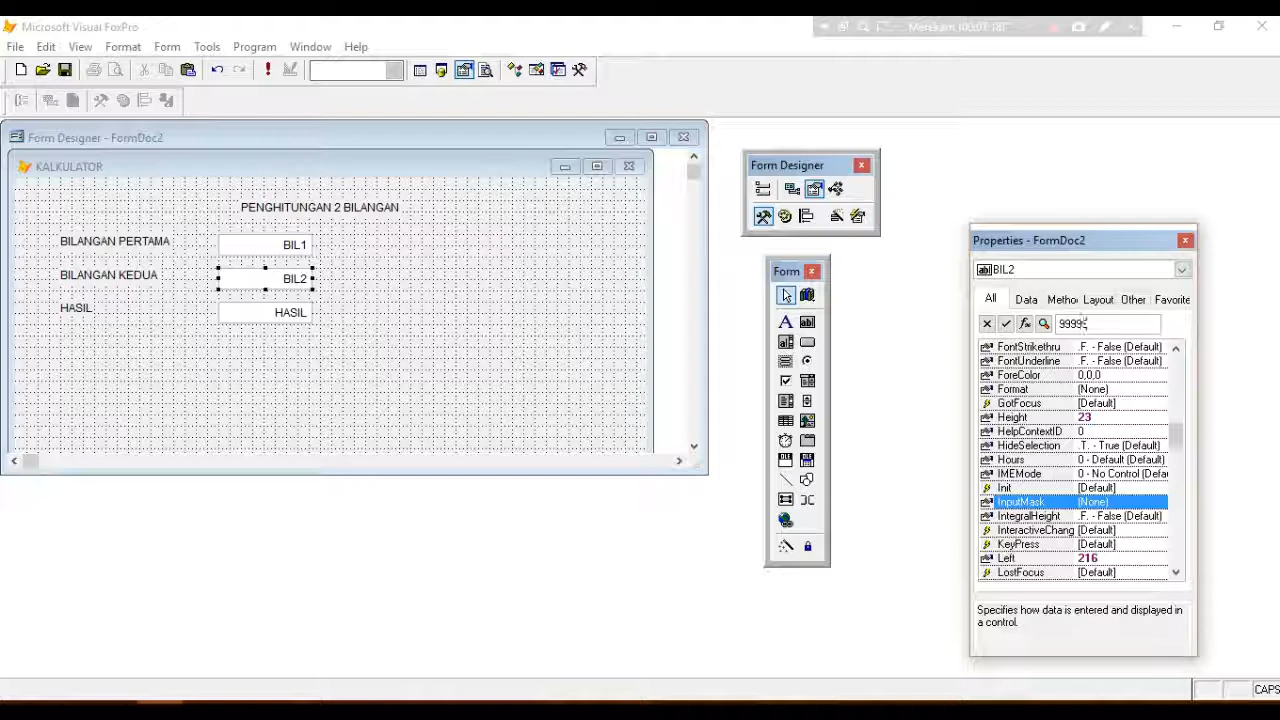 Microsoft Visual FoxPro
File Edit View Format Form Tools Program Window Help
Form Designer - FormDoc2
KALKULATOR
PENGHITUNGAN 2 BILANGAN
BILANGAN PERTAMA BIL1
BILANGAN KEDUA BIL2
HASIL HASIL
Form Designer
Form
Properties - FormDoc2
BIL2
All Data Metho Layout Other Favorite
FontStrikethru .F. - False (Default)
FontUnderline .F. - False (Default)
ForeColor 0,0,0
Format (None)
GotFocus [Default]
Height 23
HelpContextID 0
HideSelection .T. - True (Default)
Hours 0 - Default (Default)
IMEMode 0 - No Control (Defau
Init [Default]
InputMask (None)
IntegralHeight .F. - False (Default)
InteractiveChang [Default]
KeyPress [Default]
Left 216
LostFocus [Default]
Specifies how data is entered and displayed in
a control.
CAPS